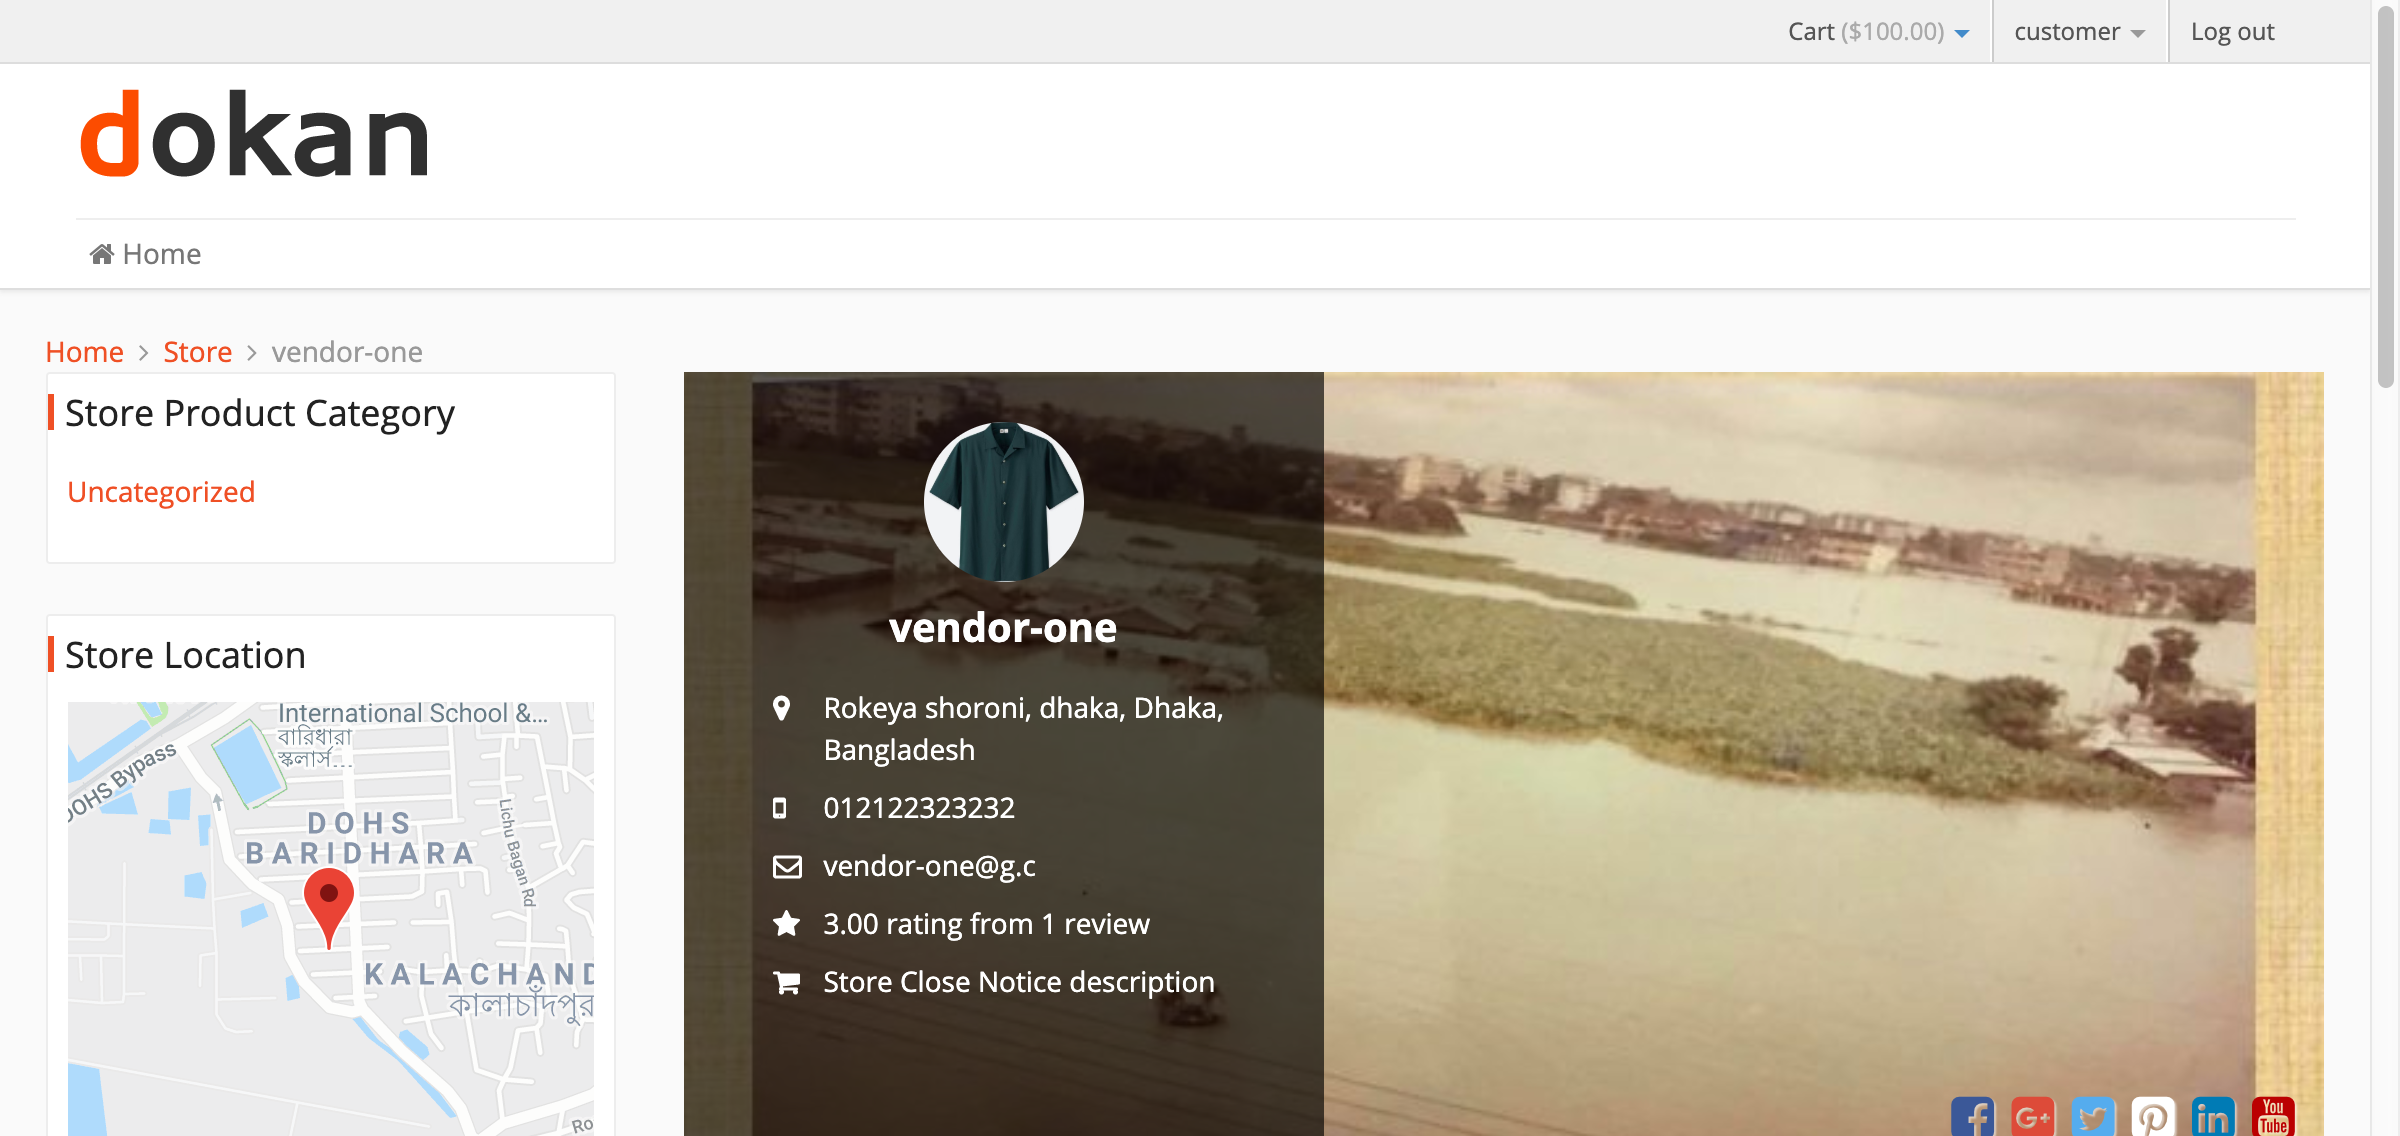 Cart ($100.00)
customer
Log out
dokan
Home
Home > Store > vendor-one
Store Product Category
Uncategorized
Store Location
International School &...
বারিধারা
স্কলার্স...
DOHS Bypass
DOHS
BARIDHARA
Lichu Bagan Rd
KALACHAND
কালাচাঁদপুর
Ro
vendor-one
Rokeya shoroni, dhaka, Dhaka,
Bangladesh
012122323232
vendor-one@g.c
3.00 rating from 1 review
Store Close Notice description
G+
in
You
Tube